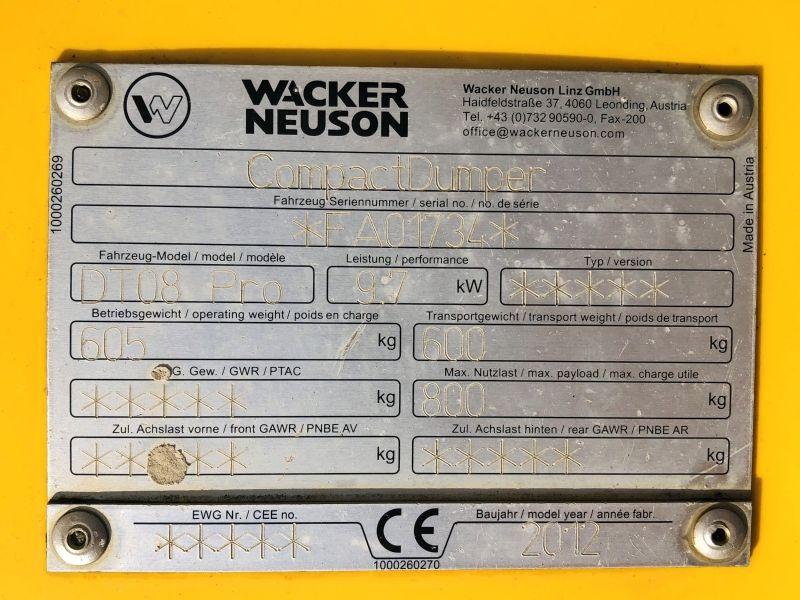 W
WACKER
NEUSON
Wacker Neuson Linz GmbH
Haidfeldstraße 37, 4060 Leonding, Austria
Tel. +43 (0)732 90590-0, Fax-200
office@wackerneuson.com
1000260269
CompactDumper
Made in Austria
Fahrzeug Seriennummer / serial no. / no. de série
*FA01734*
Fahrzeug-Model / model / modèle
Leistung / performance
Typ / version
DT08 Pro
9.7 kW
*****
Betriebsgewicht / operating weight / poids en charge
Transportgewicht / transport weight / poids de transport
605 kg
600 kg
G. Gew. / GWR / PTAC
Max. Nutzlast / max. payload / max. charge utile
***** kg
800 kg
Zul. Achslast vorne / front GAWR / PNBE AV
Zul. Achslast hinten / rear GAWR / PNBE AR
***** kg
***** kg
EWG Nr. / CEE no.
CE
Baujahr / model year / année fabr.
*****
2012
1000260270